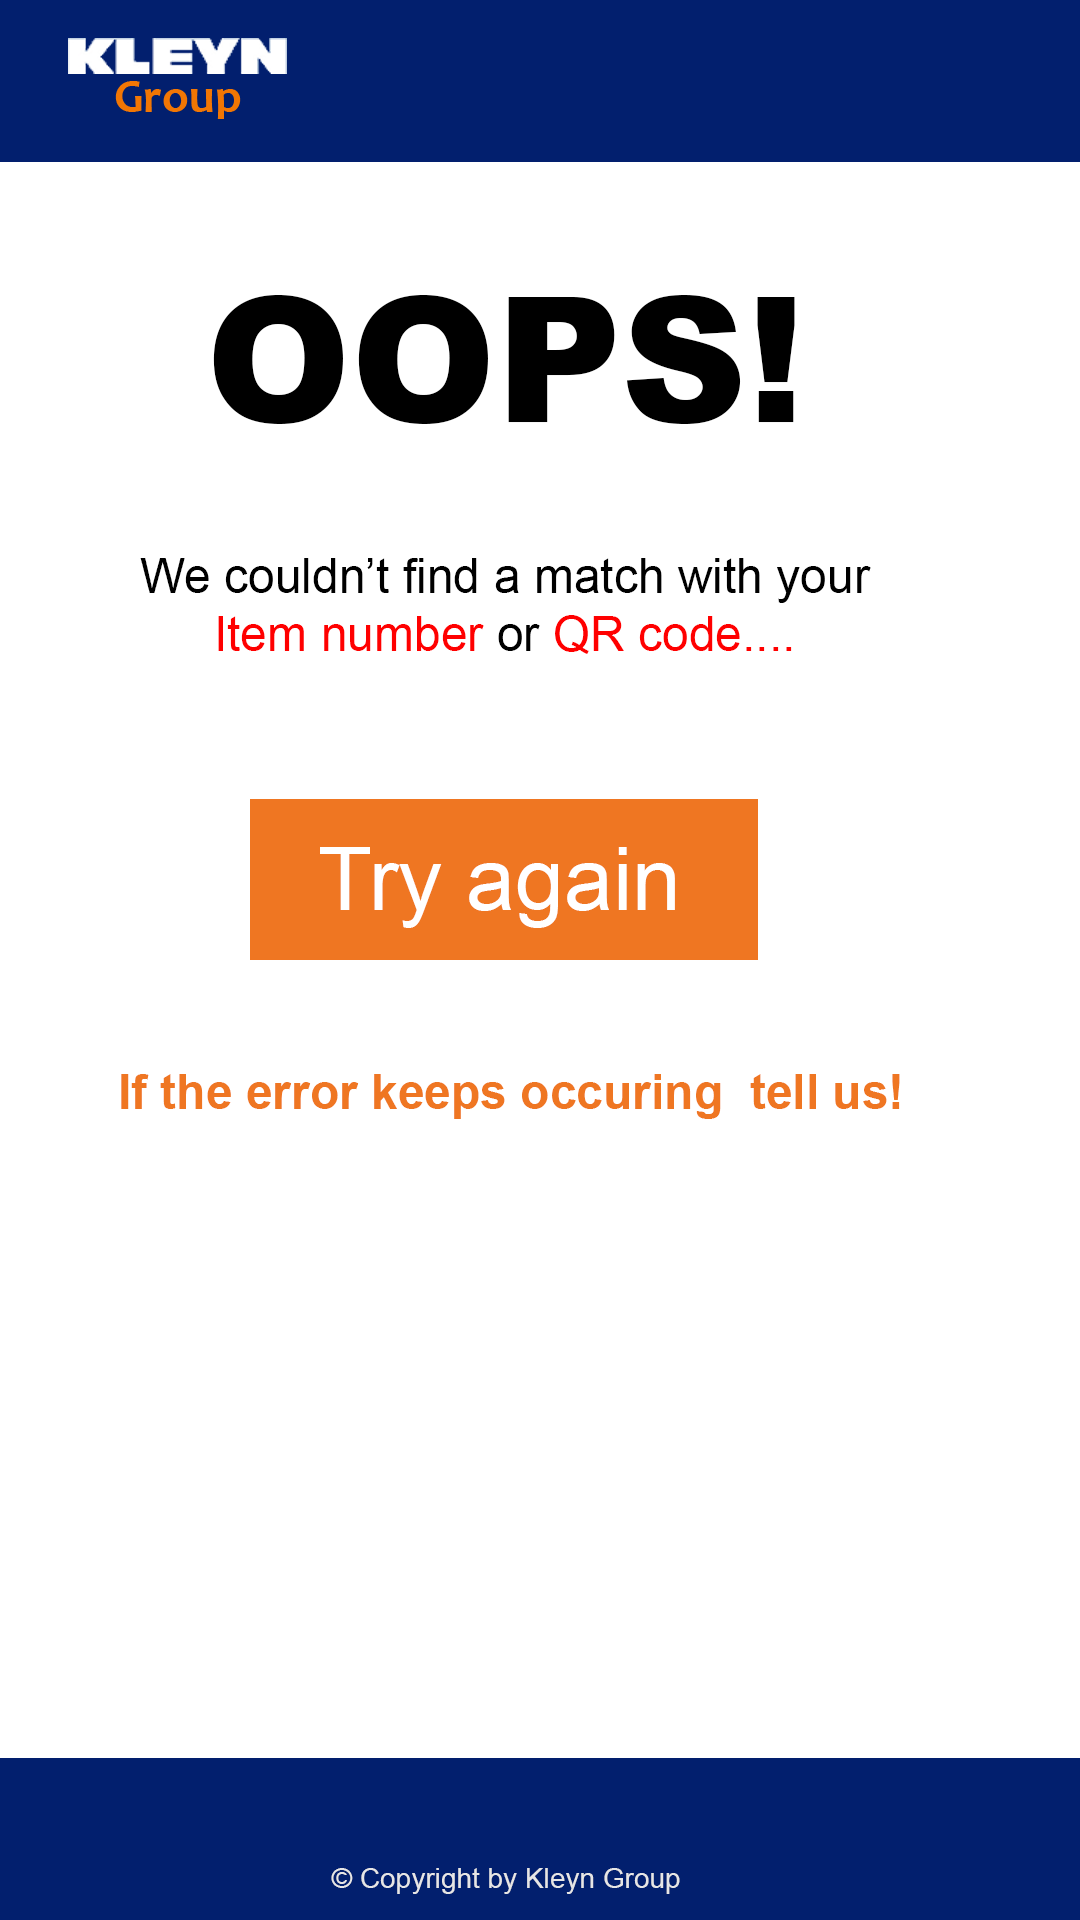 KLEYN
Group
OOPS!
We couldn’t find a match with your
Item number or QR code....
Try again
If the error keeps occuring  tell us!
© Copyright by Kleyn Group